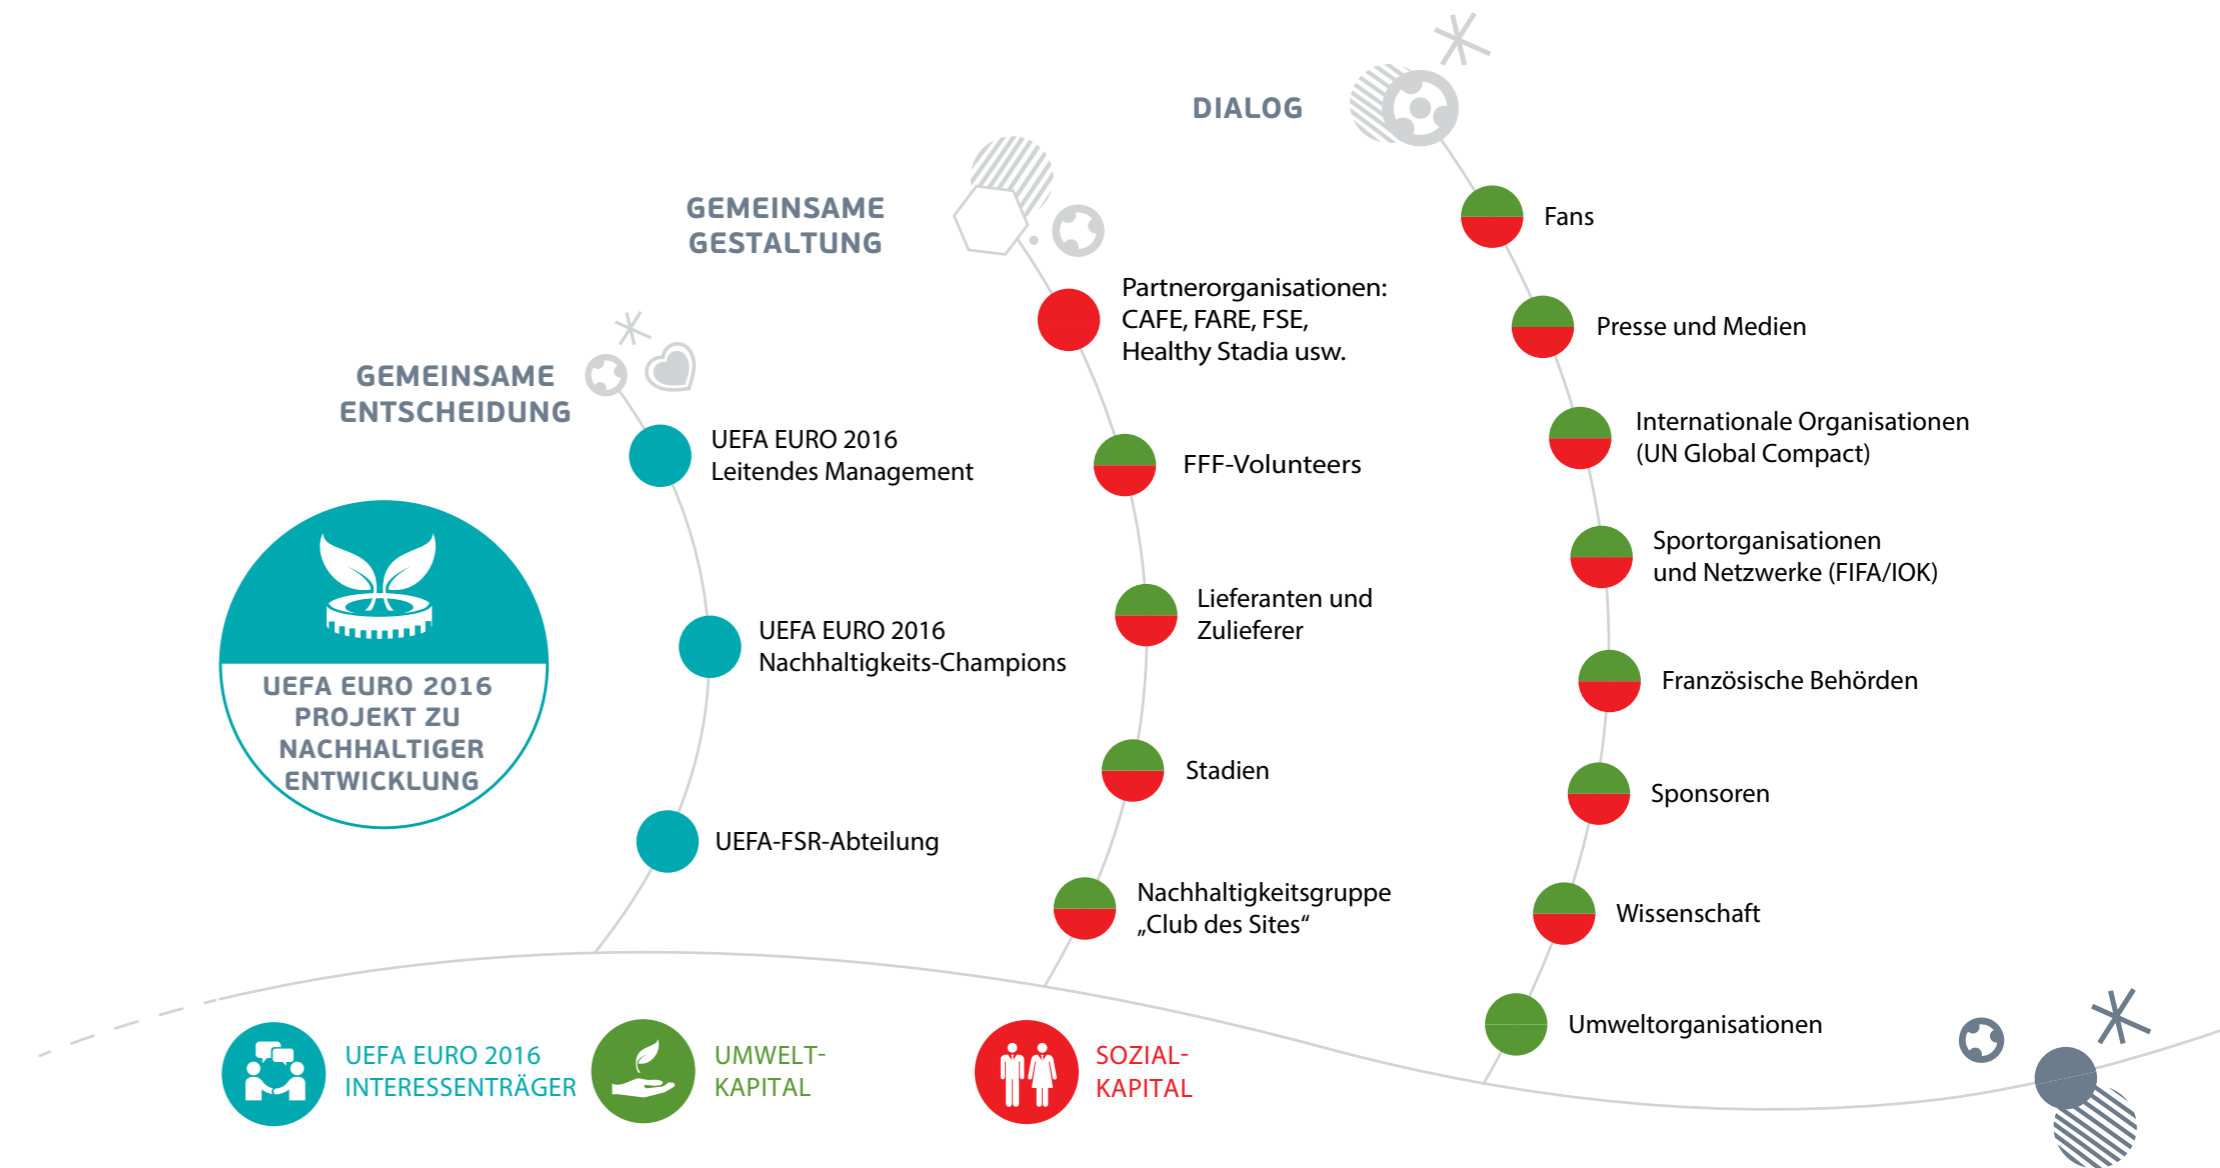 DIALOG
Fans
Presse und Medien
Internationale Organisationen
(UN Global Compact)
Sportorganisationen
und Netzwerke (FIFA/IOK)
Französische Behörden
Sponsoren
Wissenschaft
Umweltorganisationen
GEMEINSAME
GESTALTUNG
Partnerorganisationen:
CAFE, FARE, FSE,
Healthy Stadia usw.
FFF-Volunteers
Lieferanten und
Zulieferer
Stadien
Nachhaltigkeitsgruppe
„Club des Sites“
GEMEINSAME
ENTSCHEIDUNG
UEFA EURO 2016
Leitendes Management
UEFA EURO 2016
Nachhaltigkeits-Champions
UEFA-FSR-Abteilung
UEFA EURO 2016
PROJEKT ZU
NACHHALTIGER
ENTWICKLUNG
UEFA EURO 2016
INTERESSENTRÄGER
UMWELT-
KAPITAL
SOZIAL-
KAPITAL